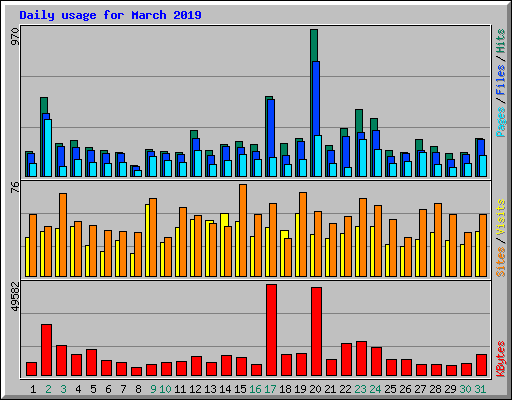 Daily usage for March 2019
970
Pages / Files / Hits
76
Sites / Visits
49582
KBytes
1 2 3 4 5 6 7 8 9 10 11 12 13 14 15 16 17 18 19 20 21 22 23 24 25 26 27 28 29 30 31